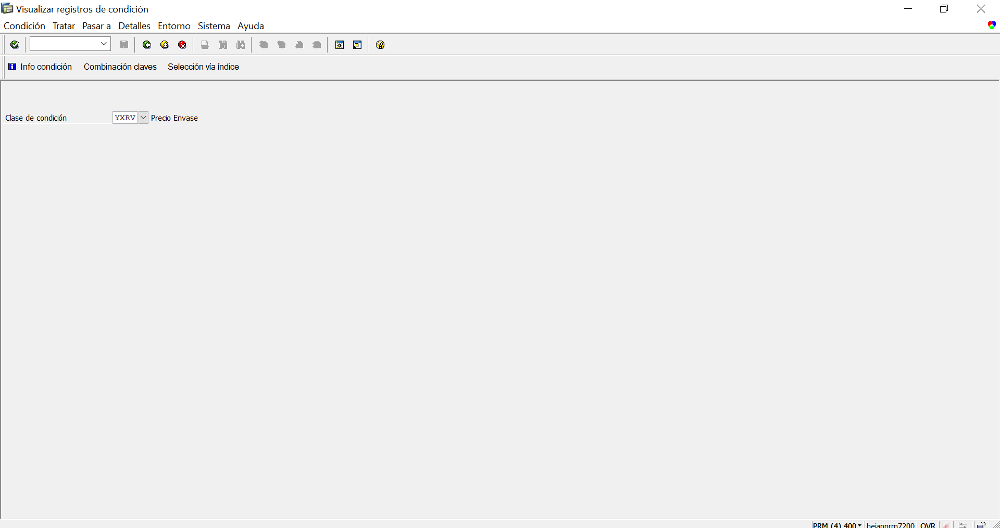 Visualizar registros de condición
Condición Tratar Pasar a Detalles Entorno Sistema Ayuda
Info condición Combinación claves Selección vía índice
Clase de condición YXRV Precio Envase
PRM (4) 400 heiapprm7200 OVR